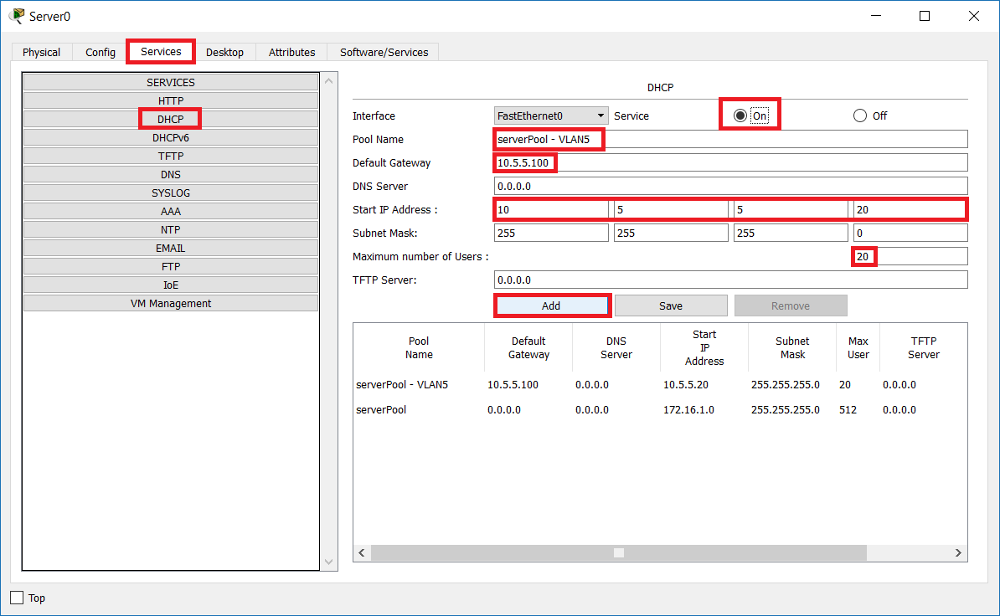 Server0
Physical Config Services Desktop Attributes Software/Services
SERVICES
HTTP
DHCP
DHCPv6
TFTP
DNS
SYSLOG
AAA
NTP
EMAIL
FTP
IoE
VM Management
DHCP
Interface FastEthernet0 Service On Off
Pool Name serverPool - VLAN5
Default Gateway 10.5.5.100
DNS Server 0.0.0.0
Start IP Address : 10 5 5 20
Subnet Mask: 255 255 255 0
Maximum number of Users : 20
TFTP Server: 0.0.0.0
Add Save Remove
Pool Name Default Gateway DNS Server Start IP Address Subnet Mask Max User TFTP Server
serverPool - VLAN5 10.5.5.100 0.0.0.0 10.5.5.20 255.255.255.0 20 0.0.0.0
serverPool 0.0.0.0 0.0.0.0 172.16.1.0 255.255.255.0 512 0.0.0.0
Top